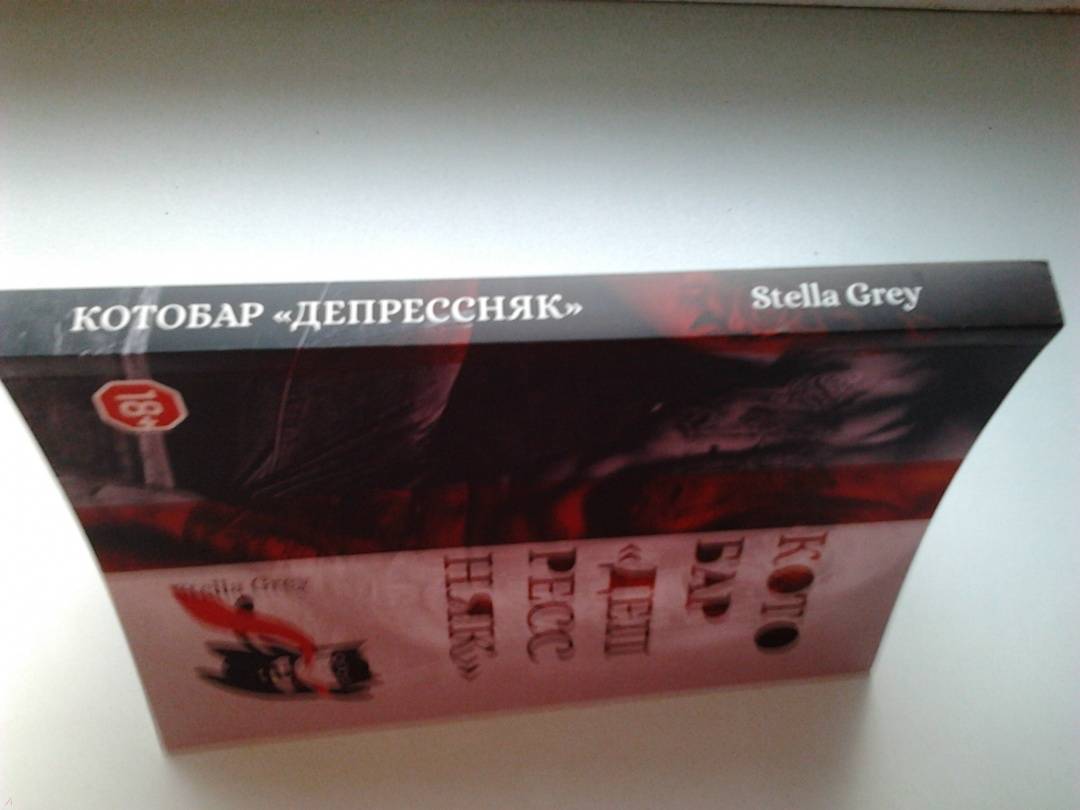 КОТОБАР «ДЕПРЕССНЯК»
Stella Grey
18+
КОТО
БАР
«ДЕП
РЕСС
НЯК»
Stella Grey